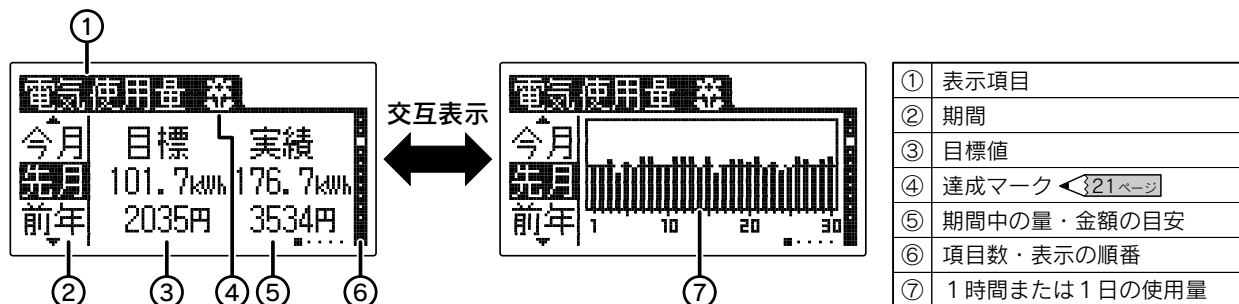 ①
電気使用量
今月
先月
前年
目標
実績
101.7kWh
176.7kWh
2035円
3534円
②
③
④
⑤
⑥
交互表示
電気使用量
今月
先月
前年
1 10 20 30
⑦
① 表示項目
② 期間
③ 目標値
④ 達成マーク 21ページ
⑤ 期間中の量・金額の目安
⑥ 項目数・表示の順番
⑦ 1時間または1日の使用量